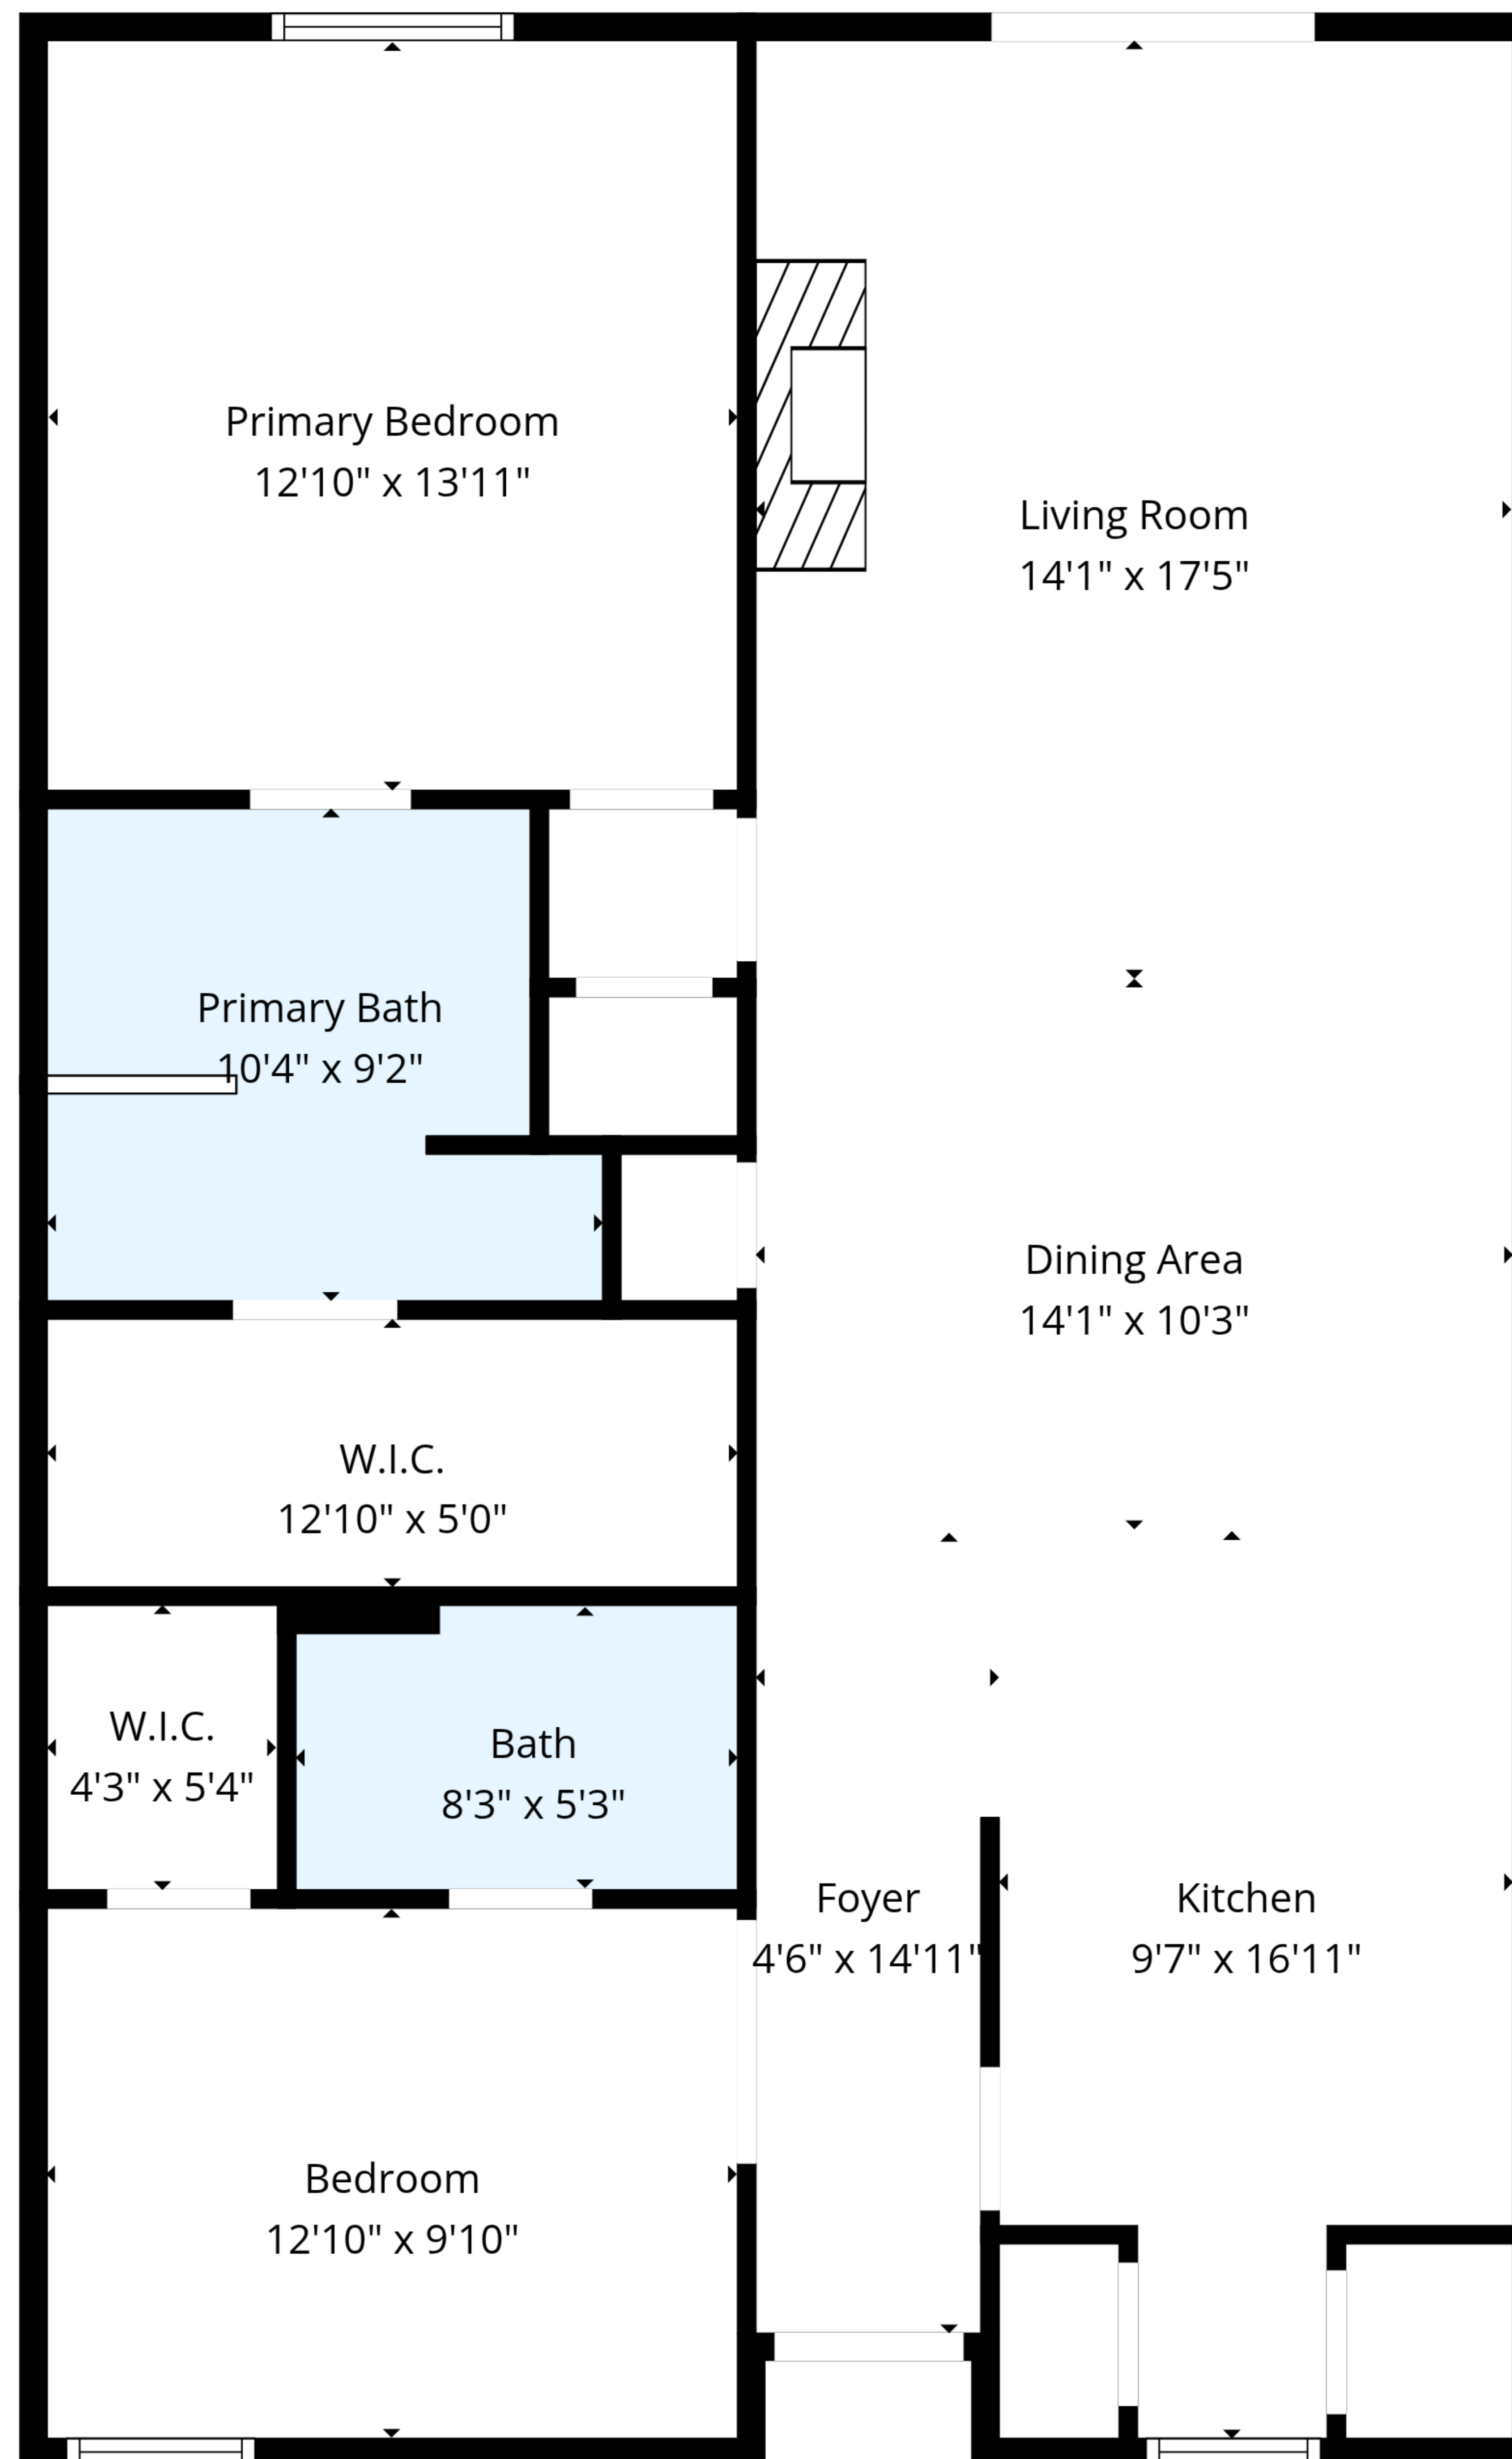 Primary Bedroom
12'10" x 13'11"
Living Room
14'1" x 17'5"
Primary Bath
10'4" x 9'2"
Dining Area
14'1" x 10'3"
W.I.C.
12'10" x 5'0"
W.I.C.
4'3" x 5'4"
Bath
8'3" x 5'3"
Foyer
4'6" x 14'11"
Kitchen
9'7" x 16'11"
Bedroom
12'10" x 9'10"